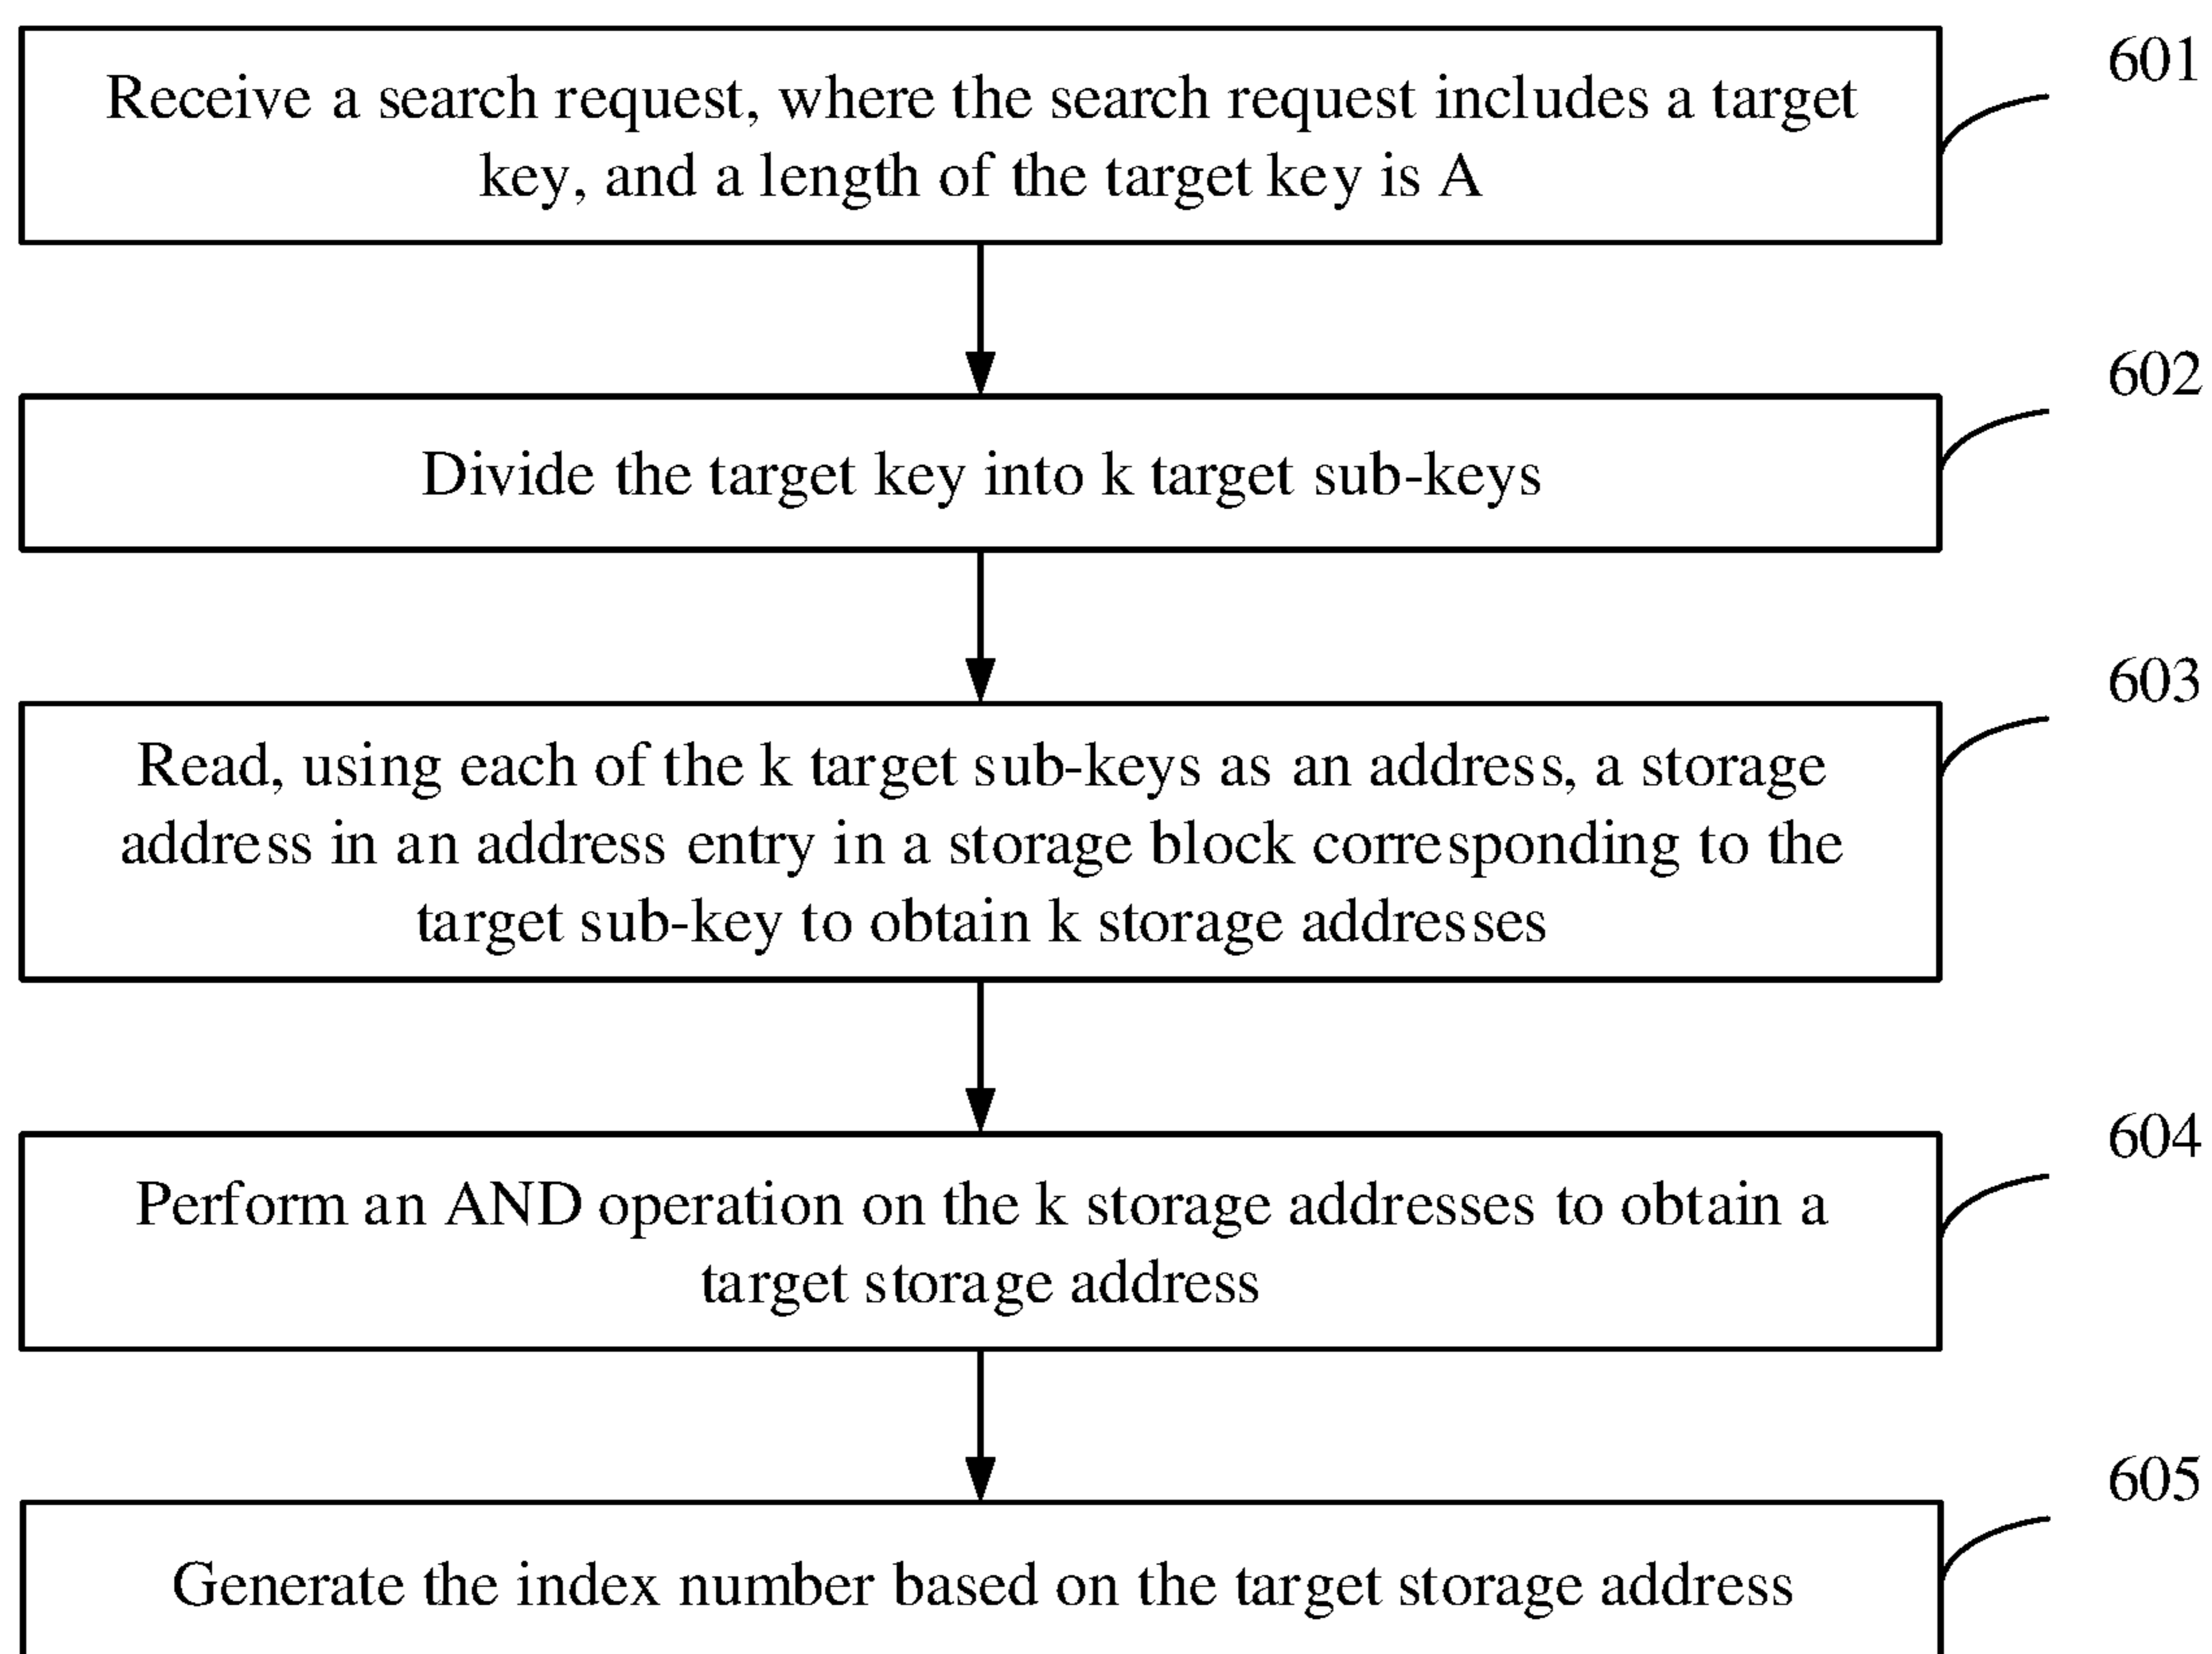 601
Receive a search request, where the search request includes a target
key, and a length of the target key is A
602
Divide the target key into k target sub-keys
603
Read, using each of the k target sub-keys as an address, a storage
address in an address entry in a storage block corresponding to the
target sub-key to obtain k storage addresses
604
Perform an AND operation on the k storage addresses to obtain a
target storage address
605
Generate the index number based on the target storage address